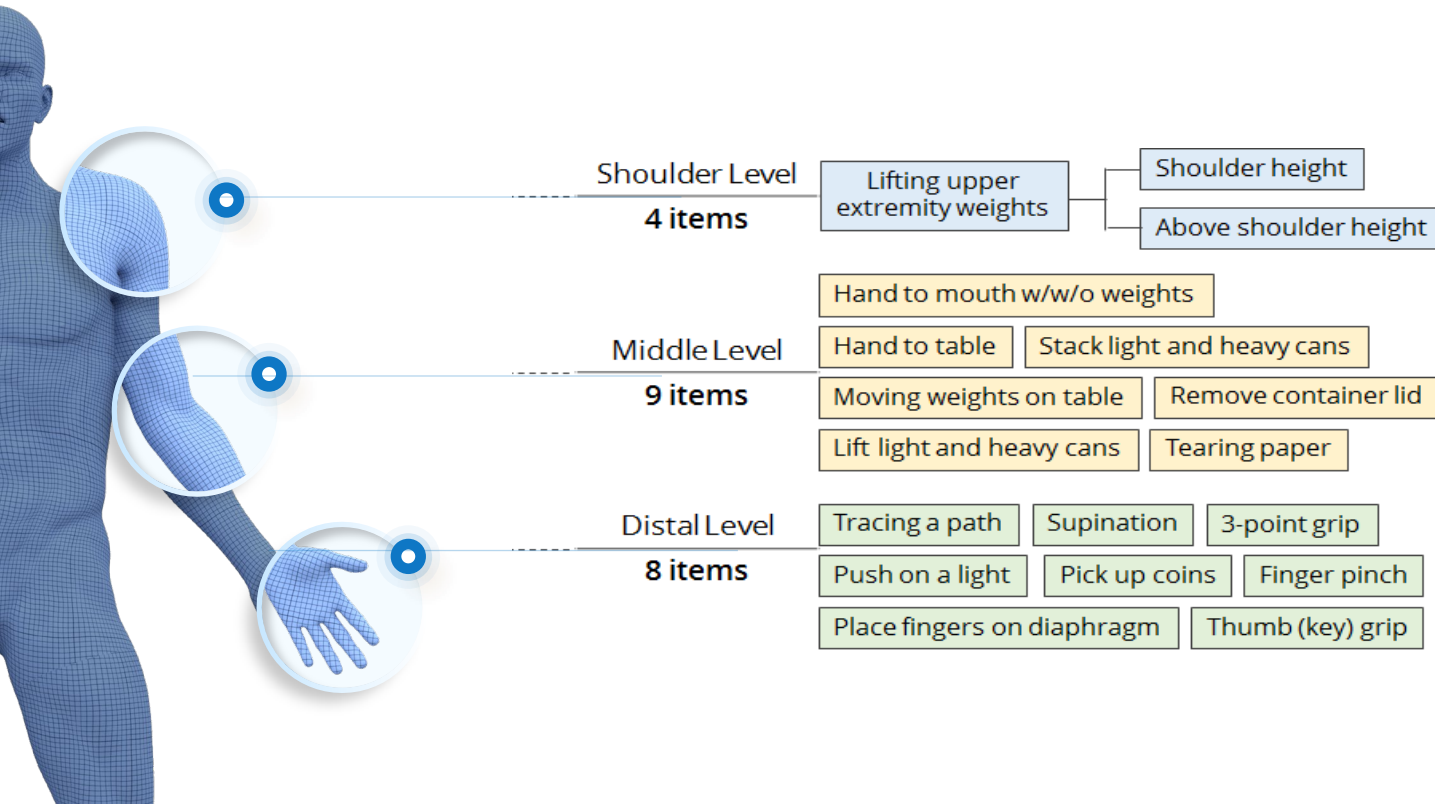 Shoulder Level
4 items
Lifting upper
extremity weights
Shoulder height
Above shoulder height
Middle Level
9 items
Hand to mouth w/w/o weights
Hand to table
Stack light and heavy cans
Moving weights on table
Remove container lid
Lift light and heavy cans
Tearing paper
Distal Level
8 items
Tracing a path
Supination
3-point grip
Push on a light
Pick up coins
Finger pinch
Place fingers on diaphragm
Thumb (key) grip